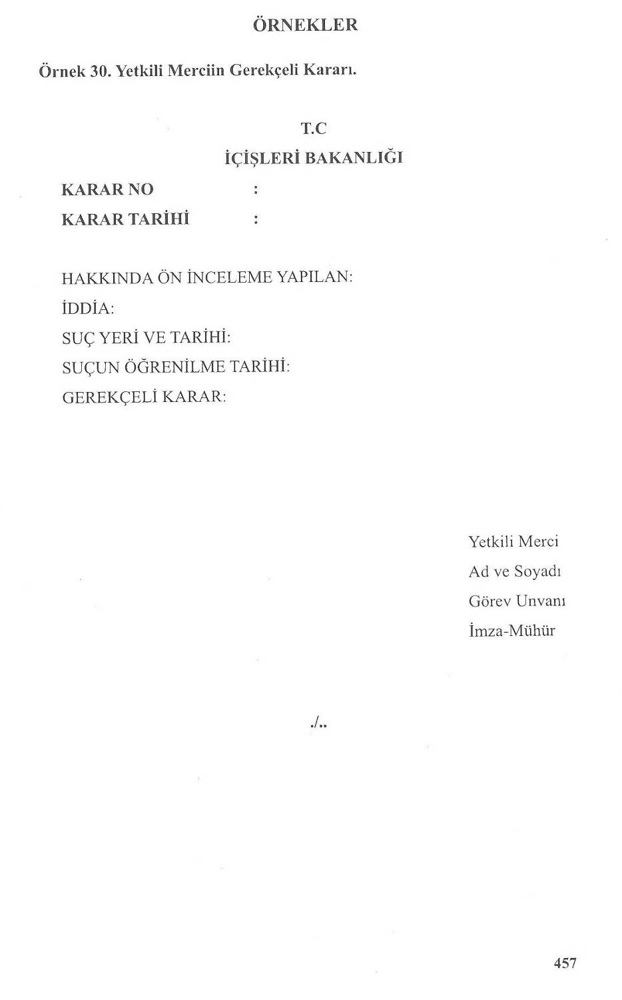 ÖRNEKLER
Örnek 30. Yetkili Merciin Gerekçeli Kararı.
T.C
İÇİŞLERİ BAKANLIĞI
KARAR NO :
KARAR TARİHİ :
HAKKINDA ÖN İNCELEME YAPILAN:
İDDİA:
SUÇ YERİ VE TARİHİ:
SUÇUN ÖĞRENİLME TARİHİ:
GEREKÇELİ KARAR:
Yetkili Merci
Ad ve Soyadı
Görev Unvanı
İmza-Mühür
./..
457